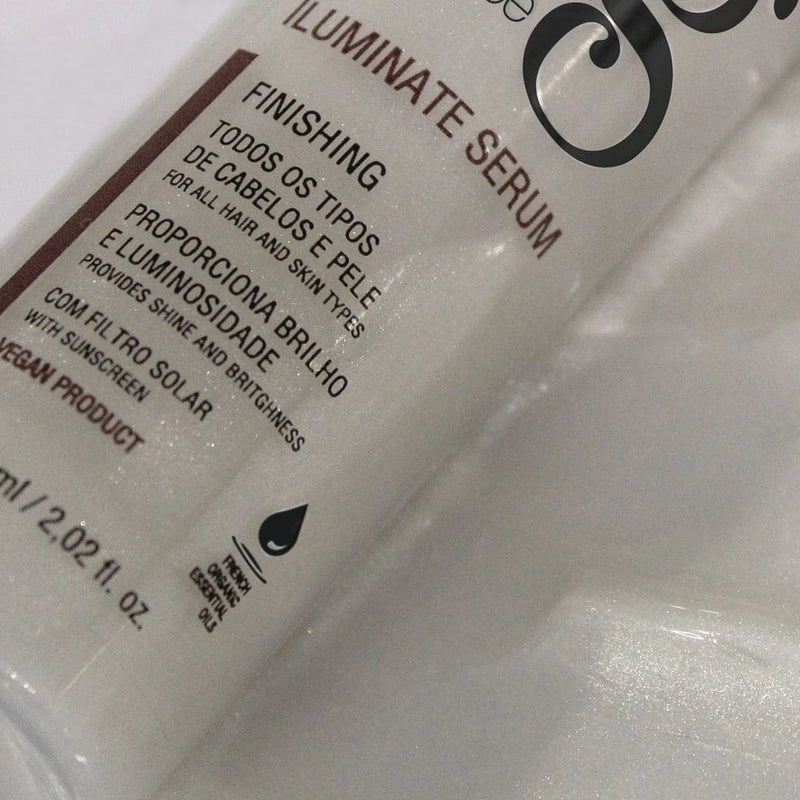 ILUMINATE SERUM
FINISHING
TODOS OS TIPOS
DE CABELOS E PELE
FOR ALL HAIR AND SKIN TYPES
PROPORCIONA BRILHO
E LUMINOSIDADE
PROVIDES SHINE AND BRITGHNESS
COM FILTRO SOLAR
WITH SUNSCREEN
VEGAN PRODUCT
ml / 2,02 fl. oz.
FRENCH
ORGANIC
ESSENTIAL
OILS